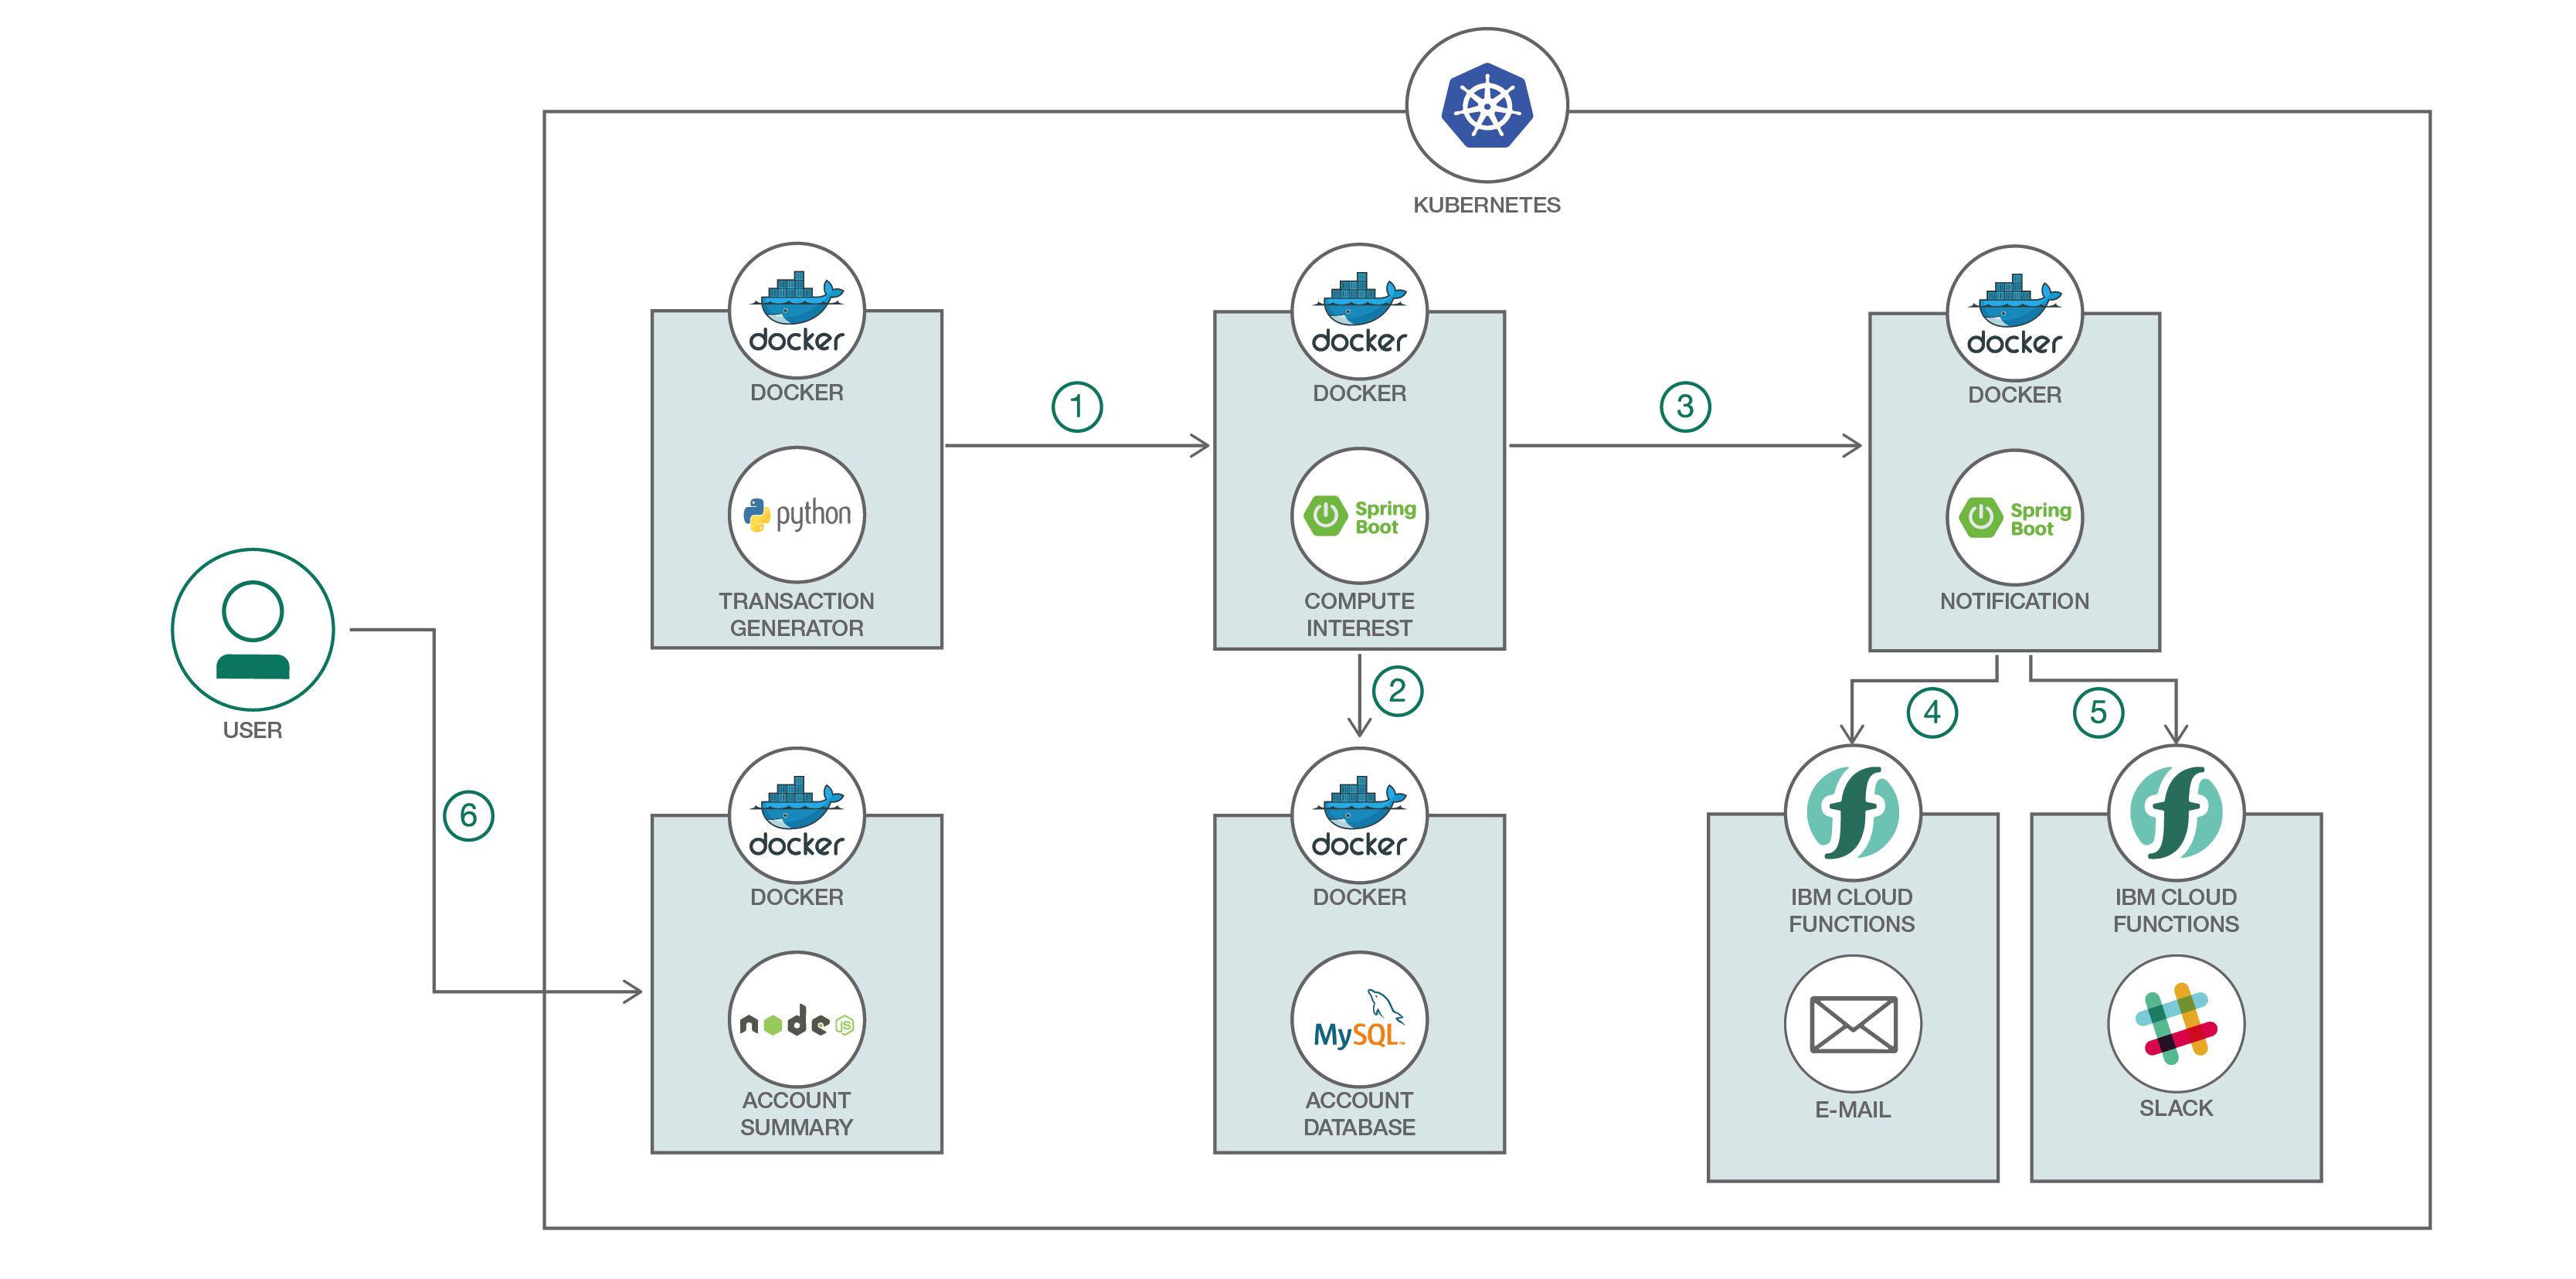 KUBERNETES
docker
DOCKER
python
TRANSACTION
GENERATOR
1
docker
DOCKER
Spring
Boot
COMPUTE
INTEREST
3
docker
DOCKER
Spring
Boot
NOTIFICATION
USER
2
4
5
6
docker
DOCKER
node
JS
ACCOUNT
SUMMARY
docker
DOCKER
MySQL™
ACCOUNT
DATABASE
f
IBM CLOUD
FUNCTIONS
E-MAIL
f
IBM CLOUD
FUNCTIONS
SLACK